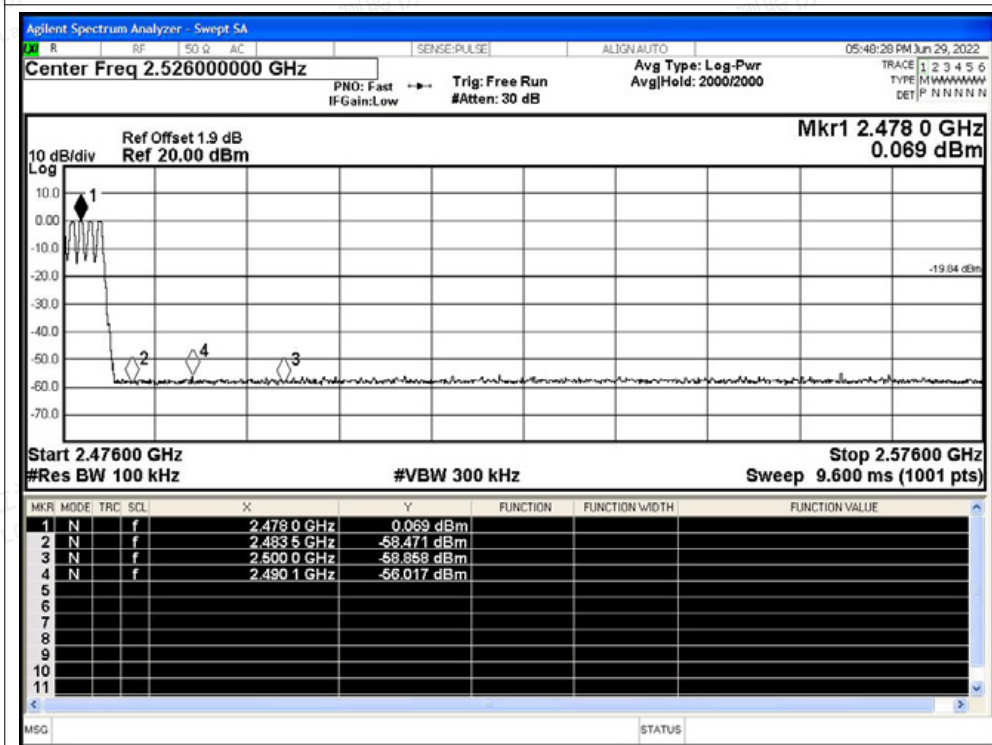 Agilent Spectrum Analyzer - Swept SA
R RF 50 Ω AC SENSE:PULSE ALIGN AUTO 05:48:28 PM Jun 29, 2022
Center Freq 2.526000000 GHz
PNO: Fast
IFGain:Low
Trig: Free Run
#Atten: 30 dB
Avg Type: Log-Pwr
Avg|Hold: 2000/2000
TRACE 1 2 3 4 5 6
TYPE M WWWWW
DET P N N N N N
Mkr1 2.478 0 GHz
0.069 dBm
Ref Offset 1.9 dB
10 dB/div Ref 20.00 dBm
Log
10.0
0.00
-10.0
-20.0
-30.0
-40.0
-50.0
-60.0
-70.0
1
2
4
3
-19.84 dBm
Start 2.47600 GHz Stop 2.57600 GHz
#Res BW 100 kHz #VBW 300 kHz Sweep 9.600 ms (1001 pts)
MKR MODE TRC SCL X Y FUNCTION FUNCTION WIDTH FUNCTION VALUE
1 N f 2.478 0 GHz 0.069 dBm
2 N f 2.483 5 GHz -58.471 dBm
3 N f 2.500 0 GHz -58.858 dBm
4 N f 2.490 1 GHz -56.017 dBm
5
6
7
8
9
10
11
MSG STATUS